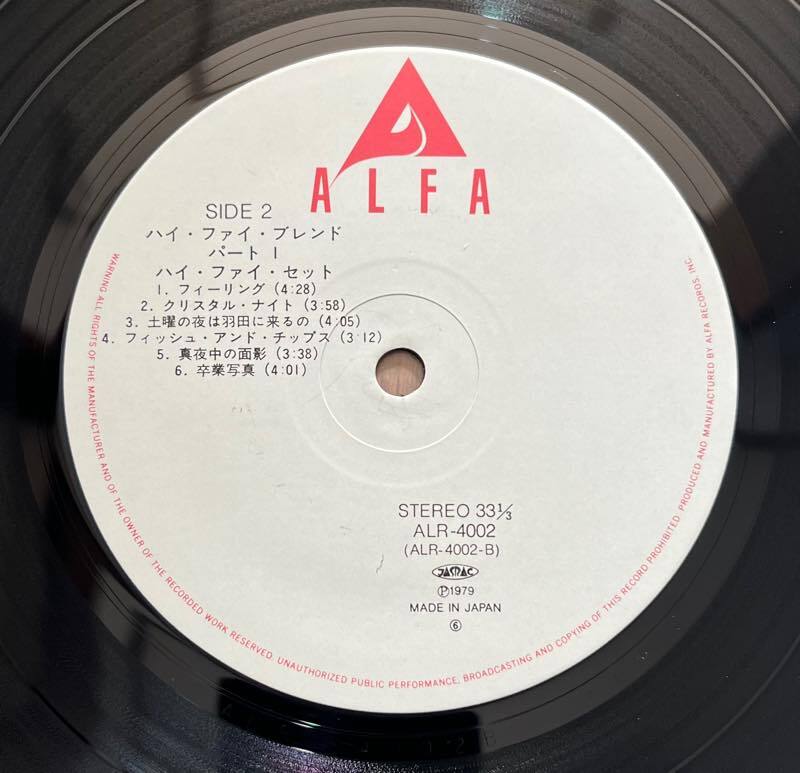 ALFA
SIDE 2
ハイ・ファイ・ブレンド
パート 1
ハイ・ファイ・セット
1. フィーリング (4:28)
2. クリスタル・ナイト (3:58)
3. 土曜の夜は羽田に来るの (4:05)
4. フィッシュ・アンド・チップス (3:12)
5. 真夜中の面影 (3:38)
6. 卒業写真 (4:01)
STEREO 33⅓
ALR-4002
(ALR-4002-B)
JASRAC
Ⓟ1979
MADE IN JAPAN
⑥
WARNING ALL RIGHTS OF THE MANUFACTURER AND OF THE OWNER OF THE RECORDED WORK RESERVED. UNAUTHORIZED PUBLIC PERFORMANCE; BROADCASTING AND COPYING OF THIS RECORD PROHIBITED. PRODUCED AND MANUFACTURED BY ALFA RECORDS, INC.